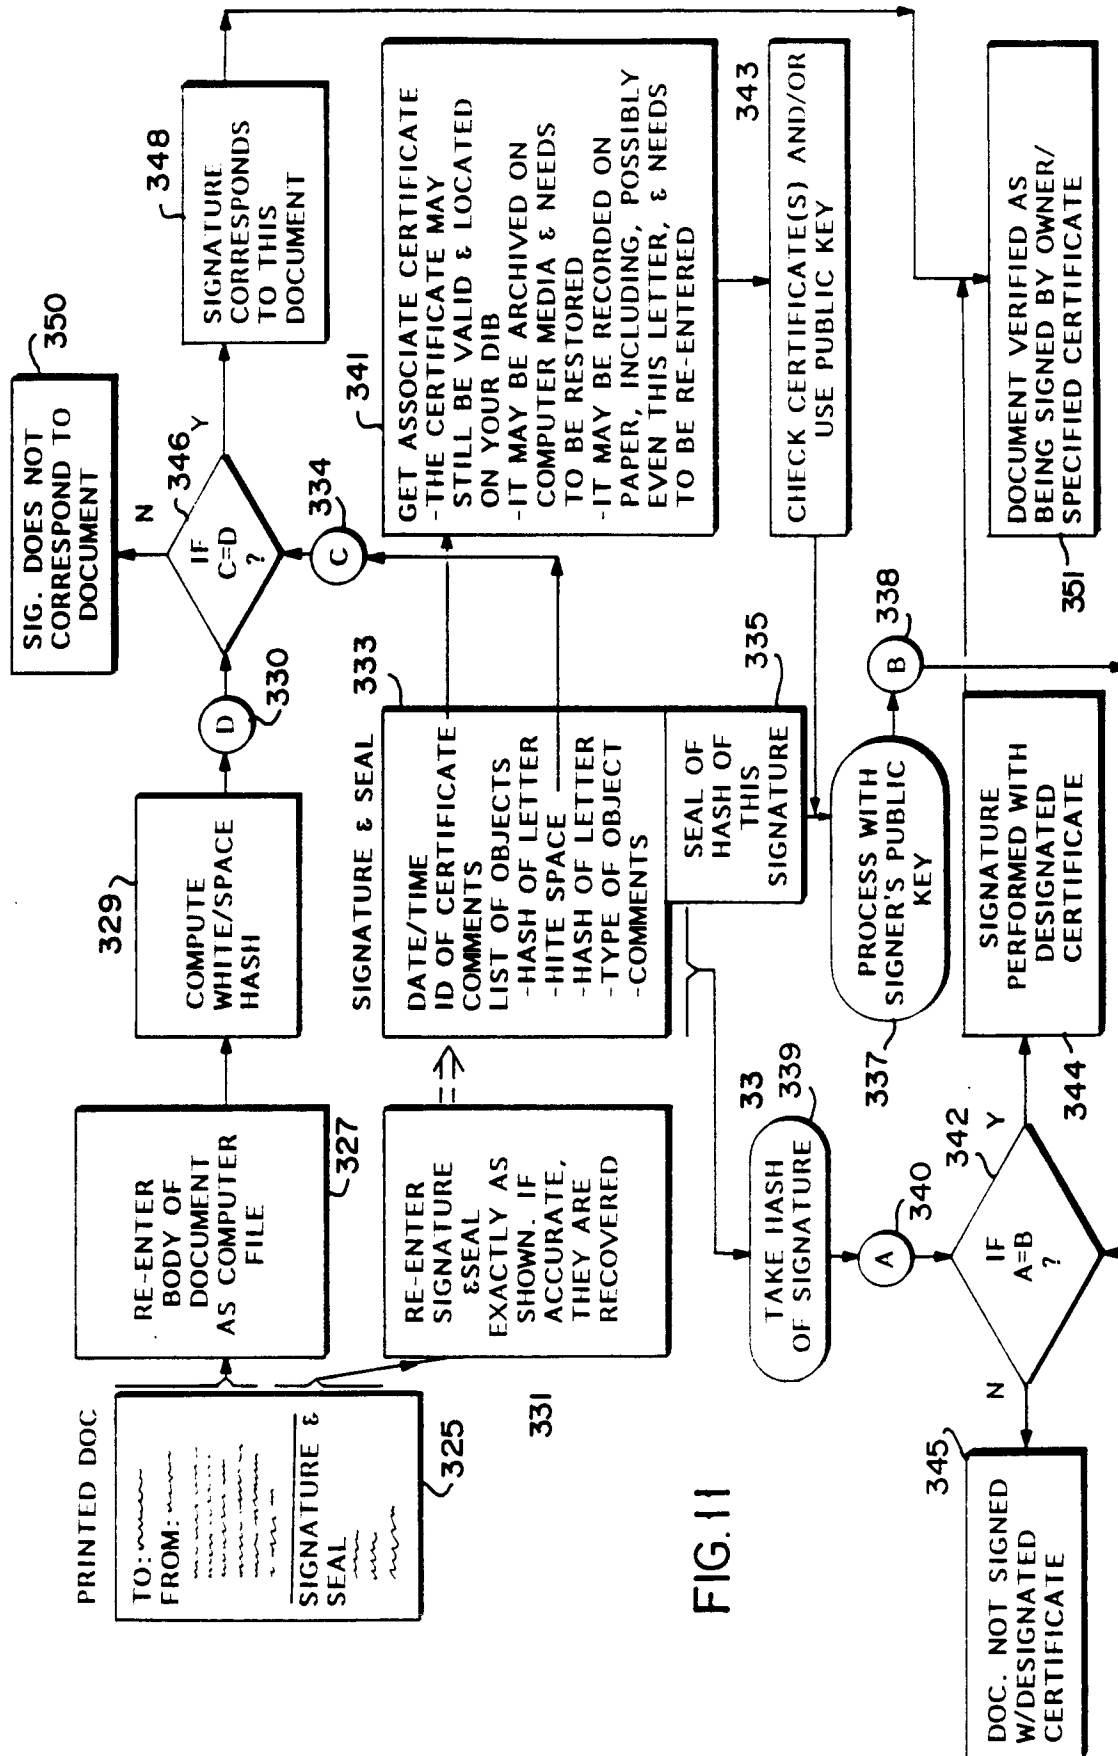 PRINTED DOC
TO:
FROM:
SIGNATURE &
SEAL
325
RE-ENTER
BODY OF
DOCUMENT
AS COMPUTER
FILE
327
COMPUTE
WHITE/SPACE
HASH
329
D
330
IF
C=D
?
346
N
Y
SIG. DOES NOT
CORRESPOND TO
DOCUMENT
350
SIGNATURE
CORRESPONDS
TO THIS
DOCUMENT
348
C
334
331
RE-ENTER
SIGNATURE
&SEAL
EXACTLY AS
SHOWN. IF
ACCURATE,
THEY ARE
RECOVERED
SIGNATURE & SEAL
333
DATE/TIME
ID OF CERTIFICATE
COMMENTS
LIST OF OBJECTS
-HASH OF LETTER
-HITE SPACE
-HASH OF LETTER
-TYPE OF OBJECT
-COMMENTS
SEAL OF
HASH OF
THIS
SIGNATURE
335
341
GET ASSOCIATE CERTIFICATE
-THE CERTIFICATE MAY
STILL BE VALID & LOCATED
ON YOUR DIB
-IT MAY BE ARCHIVED ON
COMPUTER MEDIA & NEEDS
TO BE RESTORED
-IT MAY BE RECORDED ON
PAPER, INCLUDING, POSSIBLY
EVEN THIS LETTER, & NEEDS
TO BE RE-ENTERED
343
CHECK CERTIFICATE(S) AND/OR
USE PUBLIC KEY
33
339
TAKE HASH
OF SIGNATURE
A
340
PROCESS WITH
SIGNER'S PUBLIC
KEY
337
B
338
IF
A=B
?
342
N
Y
345
DOC. NOT SIGNED
W/DESIGNATED
CERTIFICATE
SIGNATURE
PERFORMED WITH
DESIGNATED
CERTIFICATE
344
DOCUMENT VERIFIED AS
BEING SIGNED BY OWNER/
SPECIFIED CERTIFICATE
351
FIG. 11